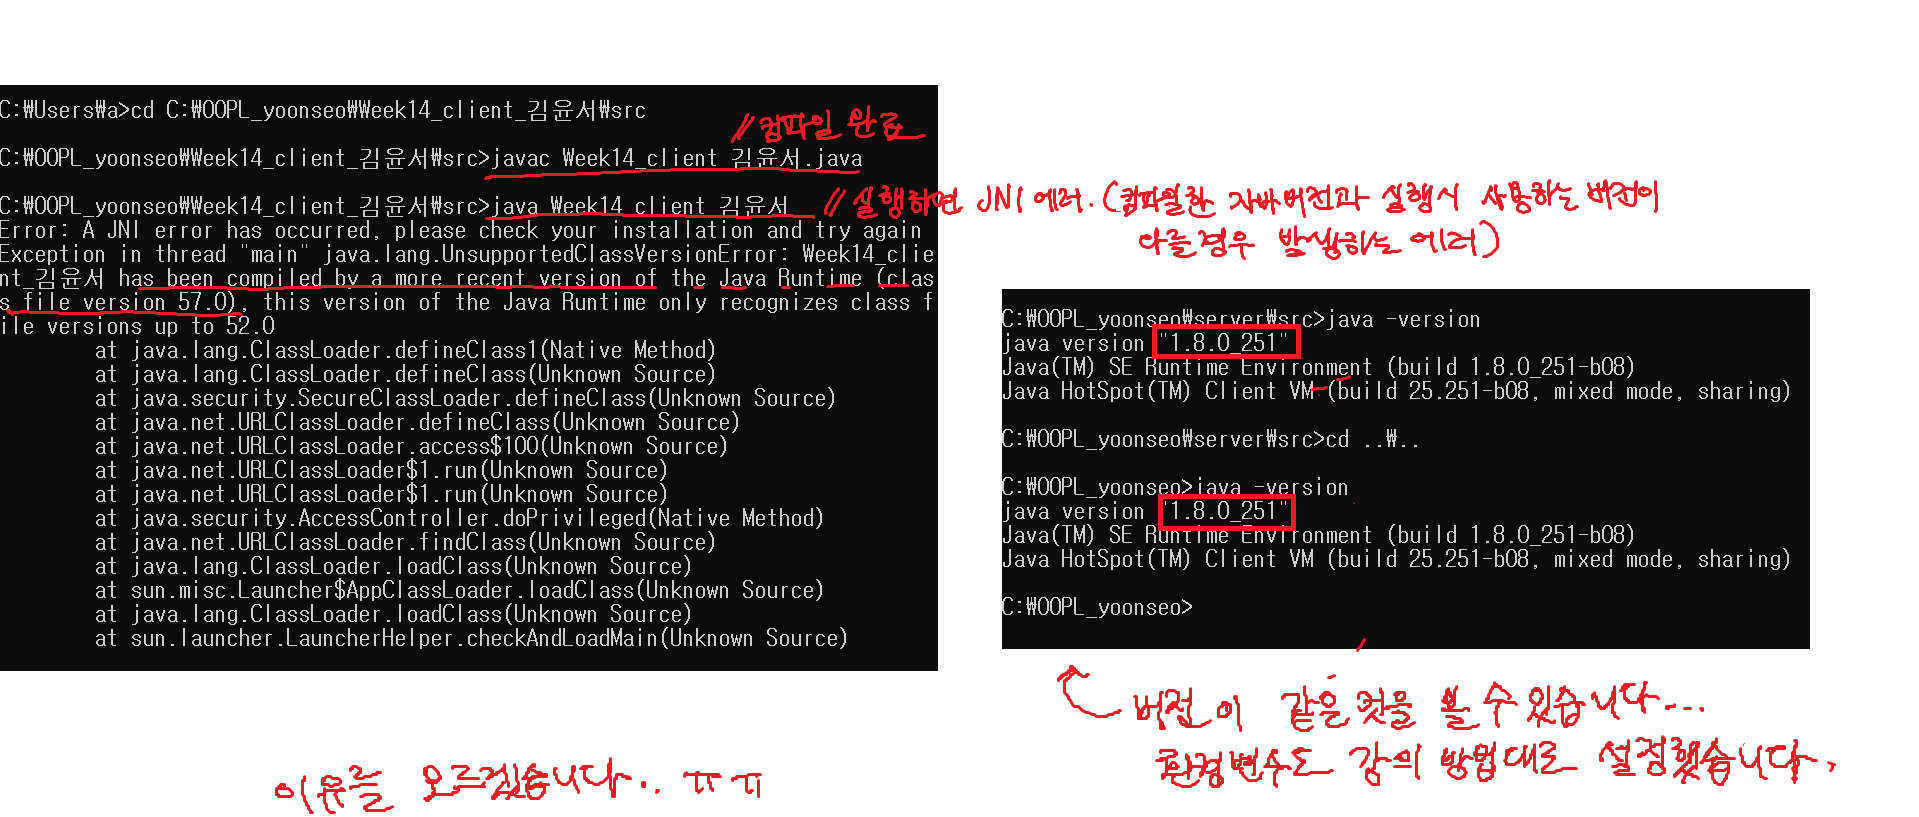 C:\Users\a>cd C:\OOPL_yoonseo\Week14_client_김윤서\src
//컴파일 완료
C:\OOPL_yoonseo\Week14_client_김윤서\src>javac Week14_client_김윤서.java
C:\OOPL_yoonseo\Week14_client_김윤서\src>java Week14_client_김윤서
//실행하면 JNI 에러. (컴파일한 자바버전과 실행시 사용하는 버전이
다를경우 발생하는 에러)
Error: A JNI error has occurred, please check your installation and try again
Exception in thread "main" java.lang.UnsupportedClassVersionError: Week14_clie
nt_김윤서 has been compiled by a more recent version of the Java Runtime (clas
s file version 57.0), this version of the Java Runtime only recognizes class f
ile versions up to 52.0
at java.lang.ClassLoader.defineClass1(Native Method)
at java.lang.ClassLoader.defineClass(Unknown Source)
at java.security.SecureClassLoader.defineClass(Unknown Source)
at java.net.URLClassLoader.defineClass(Unknown Source)
at java.net.URLClassLoader.access$100(Unknown Source)
at java.net.URLClassLoader$1.run(Unknown Source)
at java.net.URLClassLoader$1.run(Unknown Source)
at java.security.AccessController.doPrivileged(Native Method)
at java.net.URLClassLoader.findClass(Unknown Source)
at java.lang.ClassLoader.loadClass(Unknown Source)
at sun.misc.Launcher$AppClassLoader.loadClass(Unknown Source)
at java.lang.ClassLoader.loadClass(Unknown Source)
at sun.launcher.LauncherHelper.checkAndLoadMain(Unknown Source)
C:\OOPL_yoonseo\server\src>java -version
java version "1.8.0_251"
Java(TM) SE Runtime Environment (build 1.8.0_251-b08)
Java HotSpot(TM) Client VM (build 25.251-b08, mixed mode, sharing)
C:\OOPL_yoonseo\server\src>cd ..\..
C:\OOPL_yoonseo>java -version
java version "1.8.0_251"
Java(TM) SE Runtime Environment (build 1.8.0_251-b08)
Java HotSpot(TM) Client VM (build 25.251-b08, mixed mode, sharing)
C:\OOPL_yoonseo>
버전이 같은것을 볼 수 있습니다...
환경변수도 강의 방법대로 설정했습니다.
이유를 모르겠습니다.. ㅠㅠ